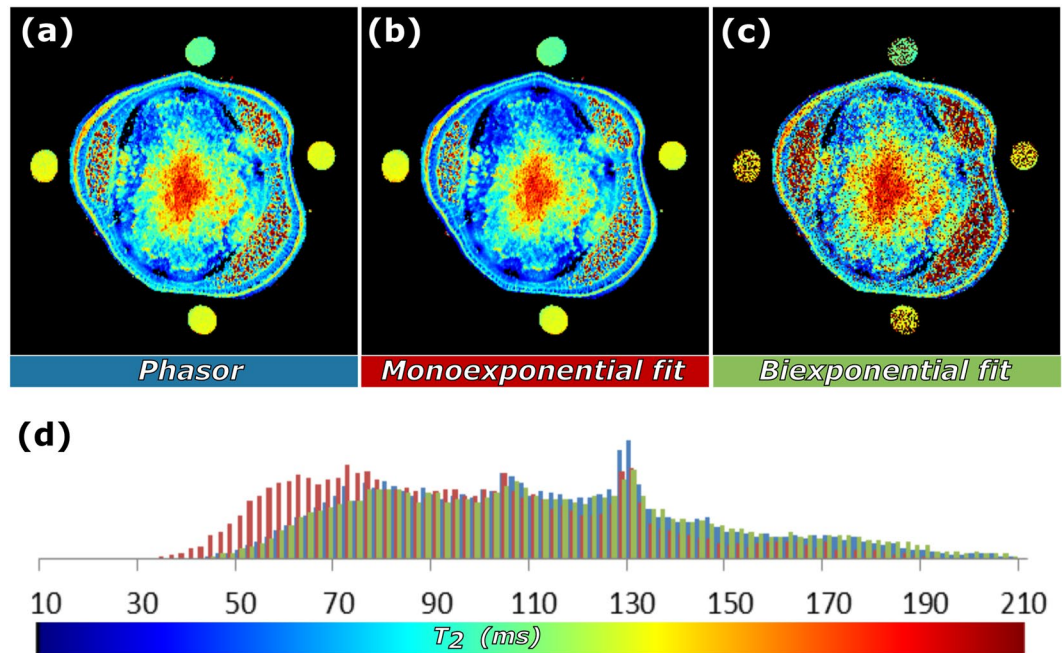 (a)
(b)
(c)
Phasor
Monoexponential fit
Biexponential fit
(d)
10 30 50 70 90 110 130 150 170 190 210
T2 (ms)